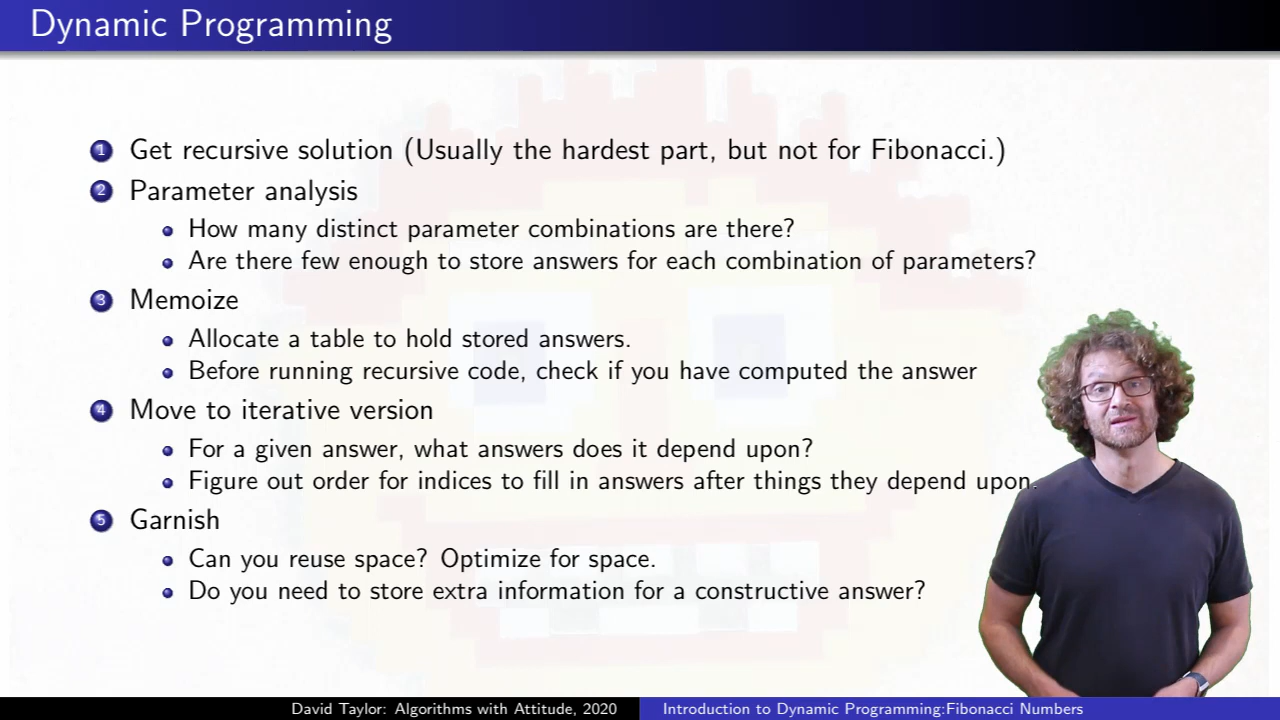 Dynamic Programming
1 Get recursive solution (Usually the hardest part, but not for Fibonacci.)
2 Parameter analysis
How many distinct parameter combinations are there?
Are there few enough to store answers for each combination of parameters?
3 Memoize
Allocate a table to hold stored answers.
Before running recursive code, check if you have computed the answer
4 Move to iterative version
For a given answer, what answers does it depend upon?
Figure out order for indices to fill in answers after things they depend upon.
5 Garnish
Can you reuse space? Optimize for space.
Do you need to store extra information for a constructive answer?
David Taylor: Algorithms with Attitude, 2020
Introduction to Dynamic Programming:Fibonacci Numbers